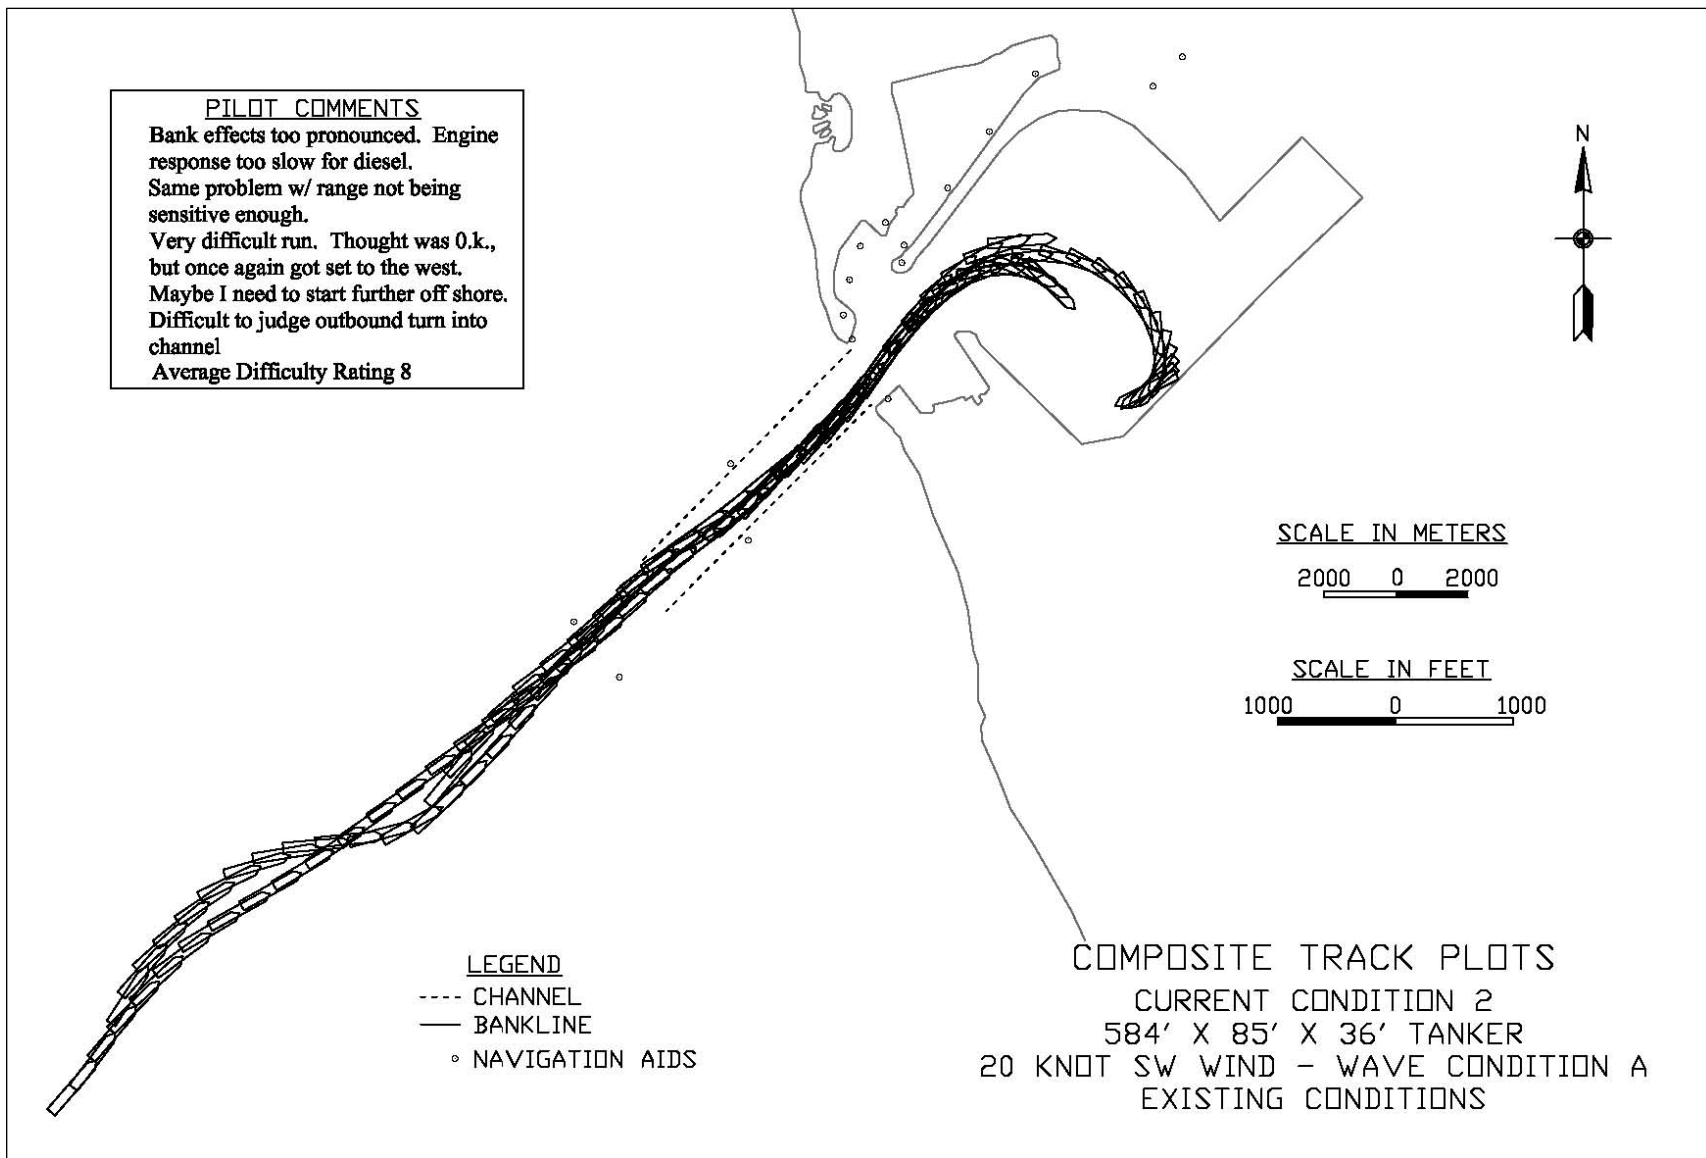 PILOT COMMENTS
Bank effects too pronounced. Engine
response too slow for diesel.
Same problem w/ range not being
sensitive enough.
Very difficult run. Thought was 0.k.,
but once again got set to the west.
Maybe I need to start further off shore.
Difficult to judge outbound turn into
channel
Average Difficulty Rating 8
N
SCALE IN METERS
2000 0 2000
SCALE IN FEET
1000 0 1000
LEGEND
CHANNEL
BANKLINE
NAVIGATION AIDS
COMPOSITE TRACK PLOTS
CURRENT CONDITION 2
584' X 85' X 36' TANKER
20 KNOT SW WIND - WAVE CONDITION A
EXISTING CONDITIONS